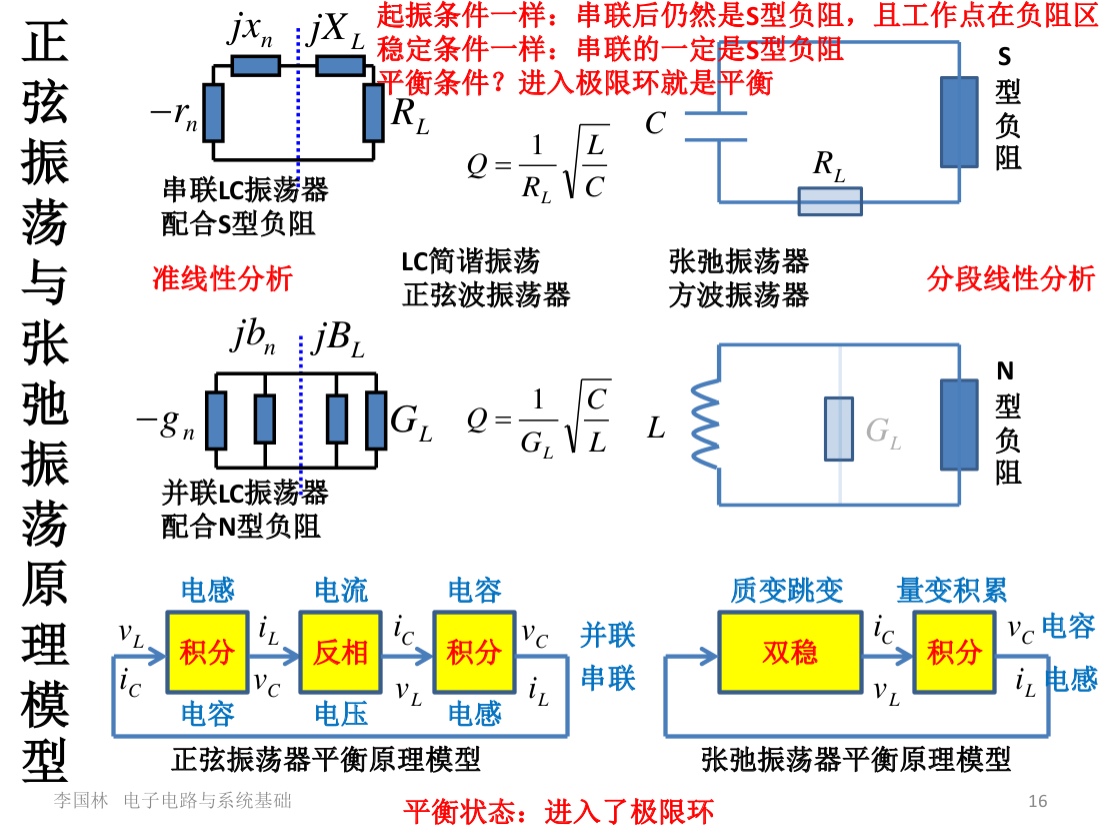 正弦振荡与张弛振荡原理模型
起振条件一样：串联后仍然是S型负阻，且工作点在负阻区
稳定条件一样：串联的一定是S型负阻
平衡条件？进入极限环就是平衡
jx_n
jX_L
-r_n
R_L
串联LC振荡器
配合S型负阻
Q = \frac{1}{R_L}\sqrt{\frac{L}{C}}
C
R_L
S型负阻
准线性分析
LC简谐振荡
正弦波振荡器
张弛振荡器
方波振荡器
分段线性分析
jb_n
jB_L
-g_n
G_L
并联LC振荡器
配合N型负阻
Q = \frac{1}{G_L}\sqrt{\frac{C}{L}}
L
G_L
N型负阻
电感 电流 电容
v_L 积分 i_L 反相 i_C 积分 v_C 并联
i_C v_C v_L i_L 串联
电容 电压 电感
正弦振荡器平衡原理模型
质变跳变 量变积累
双稳 i_C 积分 v_C 电容
v_L i_L 电感
张弛振荡器平衡原理模型
李国林 电子电路与系统基础
平衡状态：进入了极限环
16